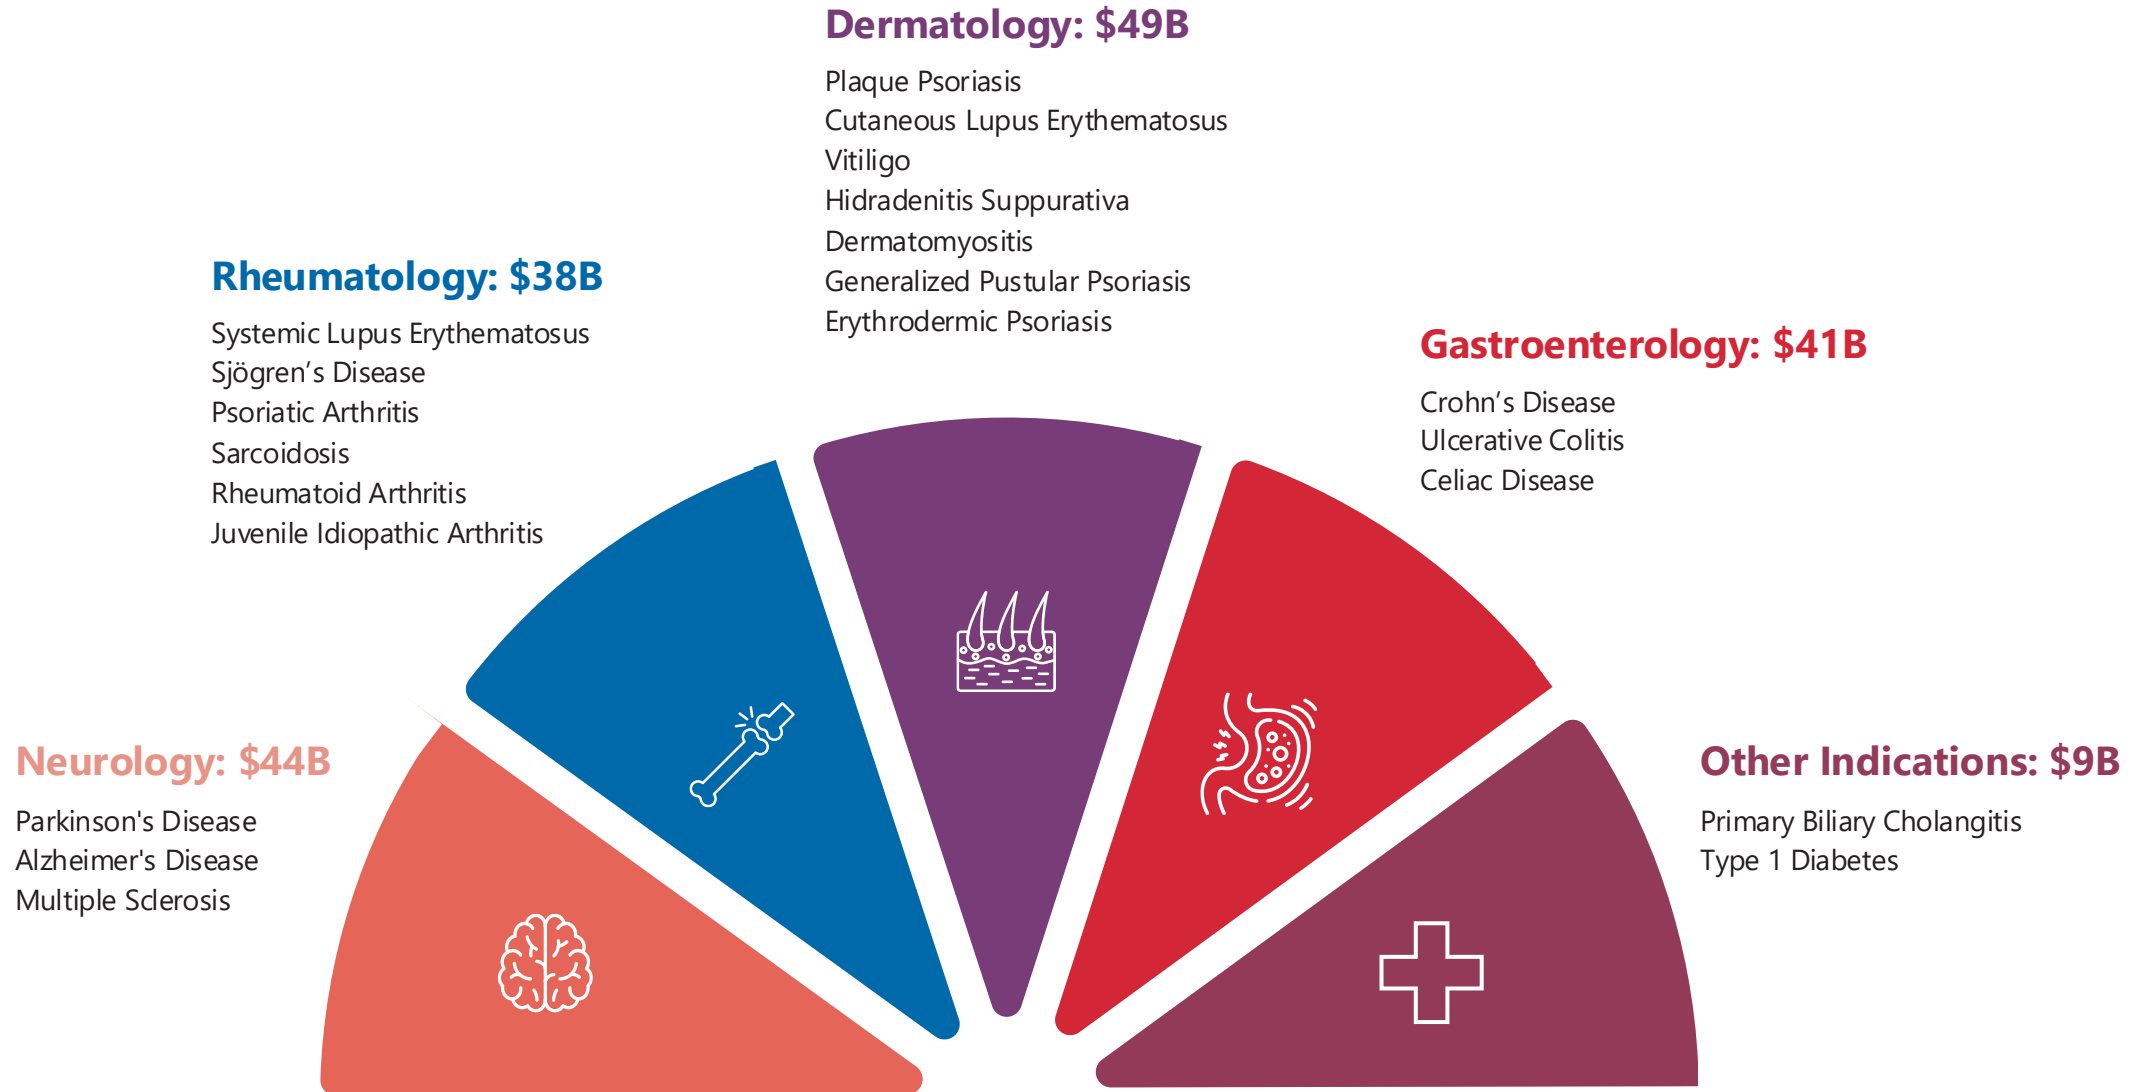 Dermatology: $49B
Plaque Psoriasis
Cutaneous Lupus Erythematosus
Vitiligo
Hidradenitis Suppurativa
Dermatomyositis
Generalized Pustular Psoriasis
Erythrodermic Psoriasis
Rheumatology: $38B
Systemic Lupus Erythematosus
Sjögren’s Disease
Psoriatic Arthritis
Sarcoidosis
Rheumatoid Arthritis
Juvenile Idiopathic Arthritis
Gastroenterology: $41B
Crohn’s Disease
Ulcerative Colitis
Celiac Disease
Neurology: $44B
Parkinson's Disease
Alzheimer's Disease
Multiple Sclerosis
Other Indications: $9B
Primary Biliary Cholangitis
Type 1 Diabetes